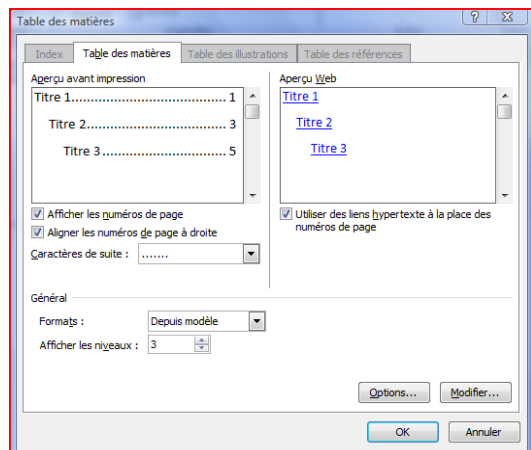 Table des matières
Index Table des matières Table des illustrations Table des références
Aperçu avant impression
Titre 1..................................... 1
Titre 2................................. 3
Titre 3............................. 5
Aperçu Web
Titre 1
Titre 2
Titre 3
Afficher les numéros de page
Aligner les numéros de page à droite
Caractères de suite : .......
Utiliser des liens hypertexte à la place des
numéros de page
Général
Formats : Depuis modèle
Afficher les niveaux : 3
Options... Modifier...
OK Annuler